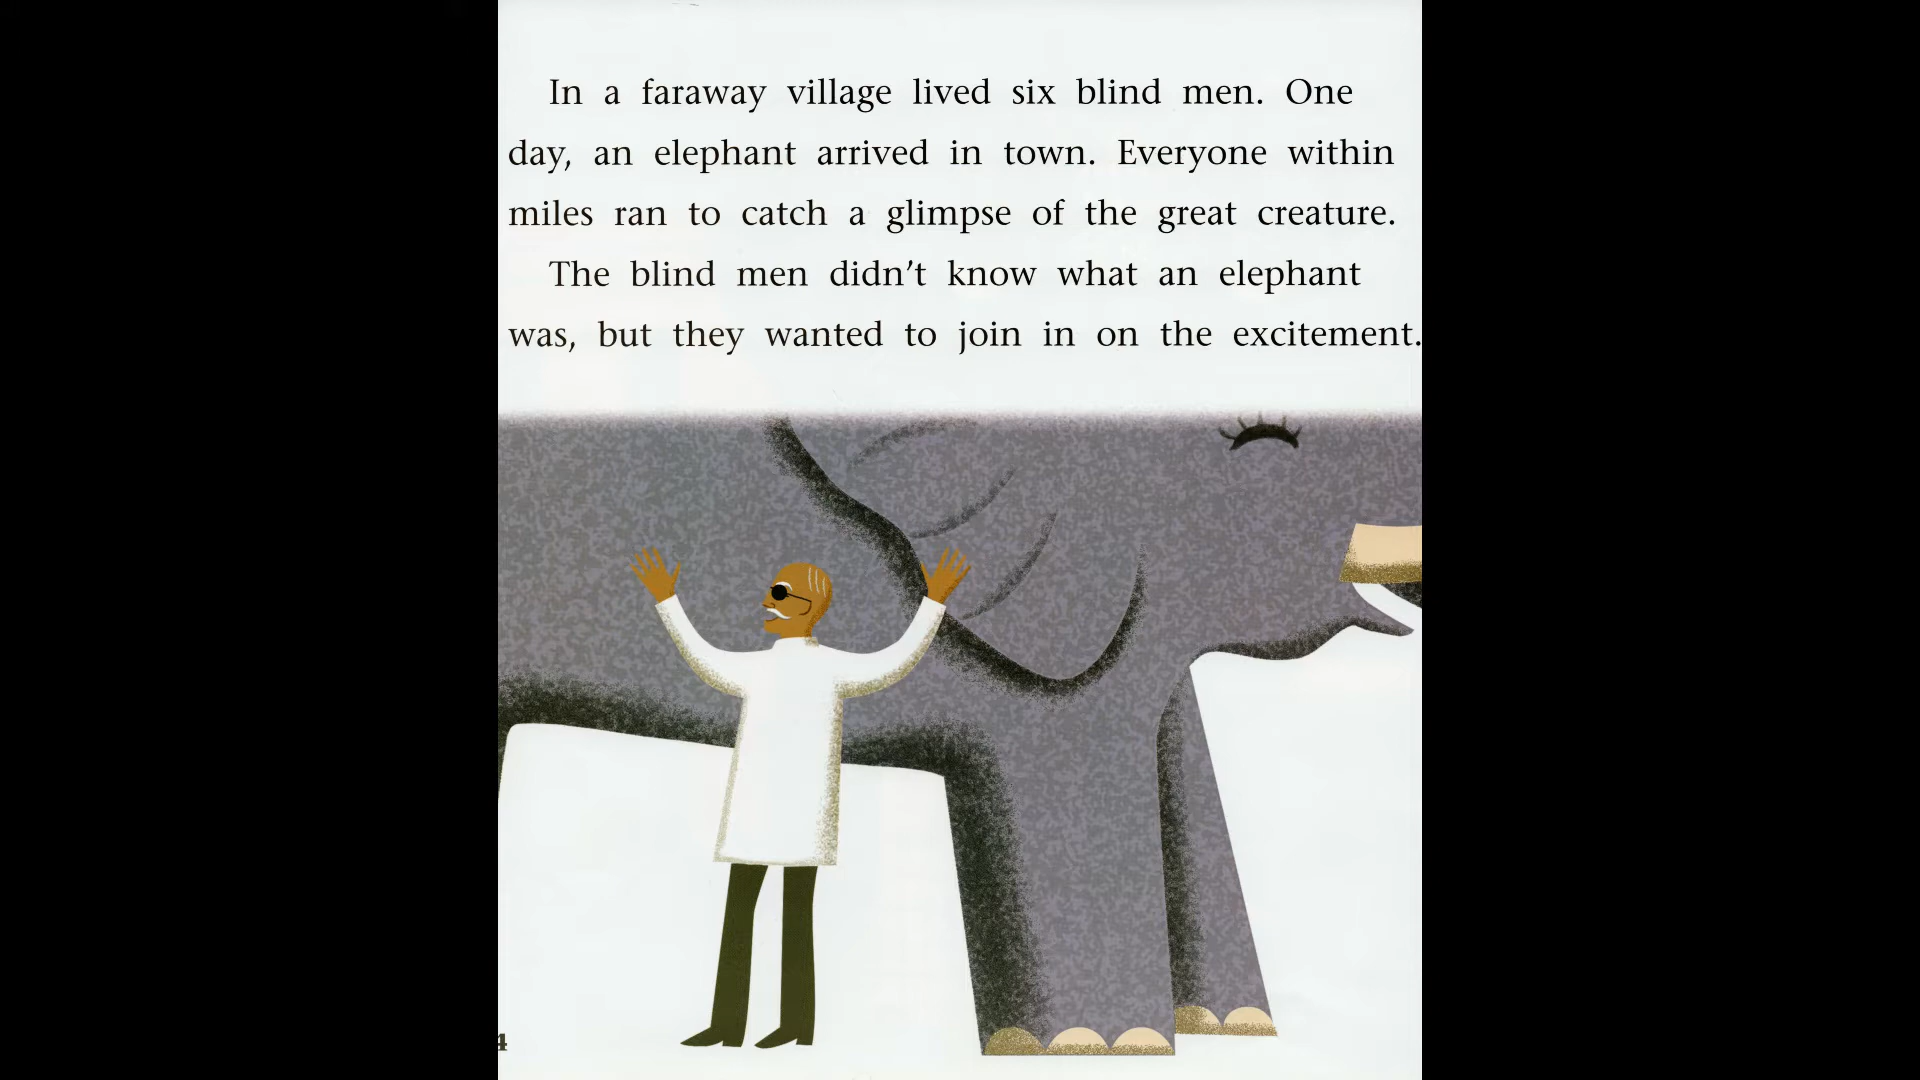 In a faraway village lived six blind men. One
day, an elephant arrived in town. Everyone within
miles ran to catch a glimpse of the great creature.
The blind men didn’t know what an elephant
was, but they wanted to join in on the excitement.
4